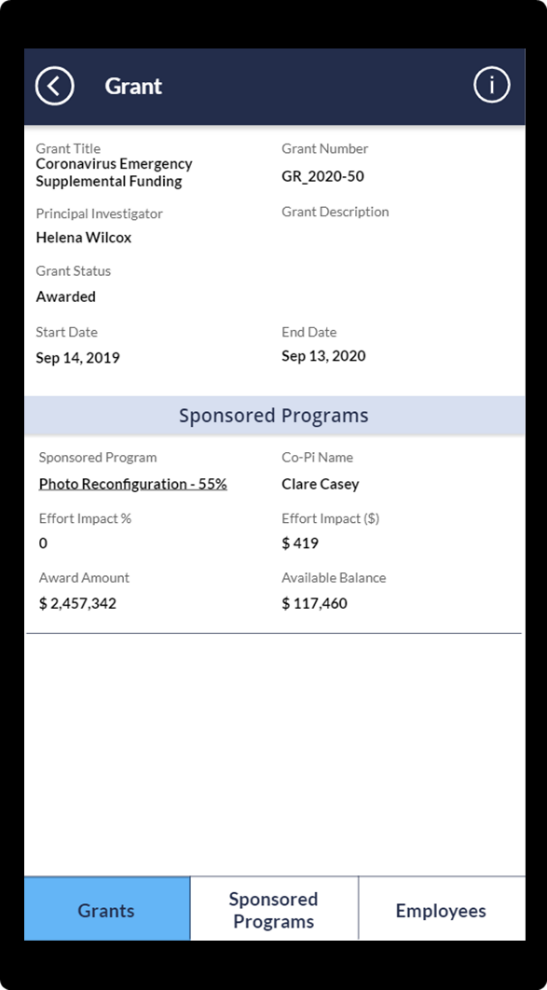 Grant
i
Grant Title
Coronavirus Emergency
Supplemental Funding
Grant Number
GR_2020-50
Principal Investigator
Helena Wilcox
Grant Description
Grant Status
Awarded
Start Date
Sep 14, 2019
End Date
Sep 13, 2020
Sponsored Programs
Sponsored Program
Photo Reconfiguration - 55%
Co-Pi Name
Clare Casey
Effort Impact %
0
Effort Impact ($)
$ 419
Award Amount
$ 2,457,342
Available Balance
$ 117,460
Grants
Sponsored
Programs
Employees